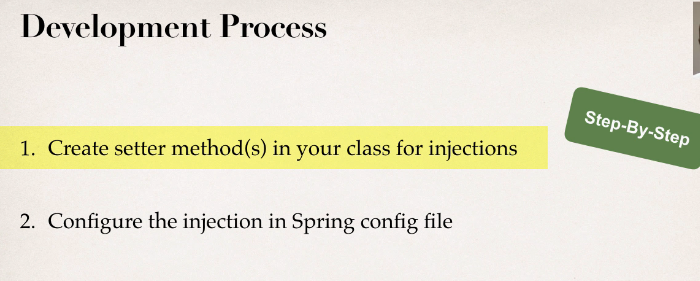 Development Process
Step-By-Step
1. Create setter method(s) in your class for injections
2. Configure the injection in Spring config file